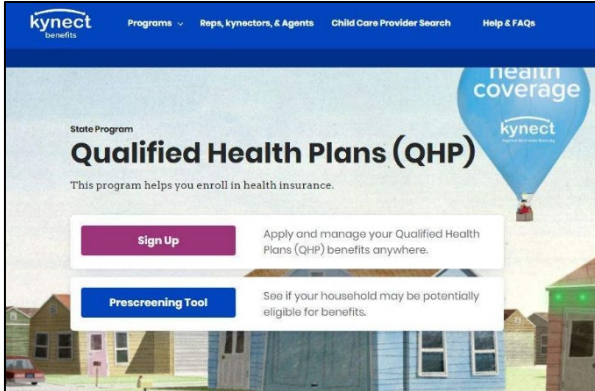 kynect
benefits
Programs
Reps, kynectors, & Agents
Child Care Provider Search
Help & FAQs
health
coverage
kynect
State Program
Qualified Health Plans (QHP)
This program helps you enroll in health insurance.
Sign Up
Apply and manage your Qualified Health
Plans (QHP) benefits anywhere.
Prescreening Tool
See if your household may be potentially
eligible for benefits.